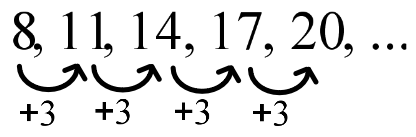 8, 11, 14, 17, 20, ...
+3 +3 +3 +3